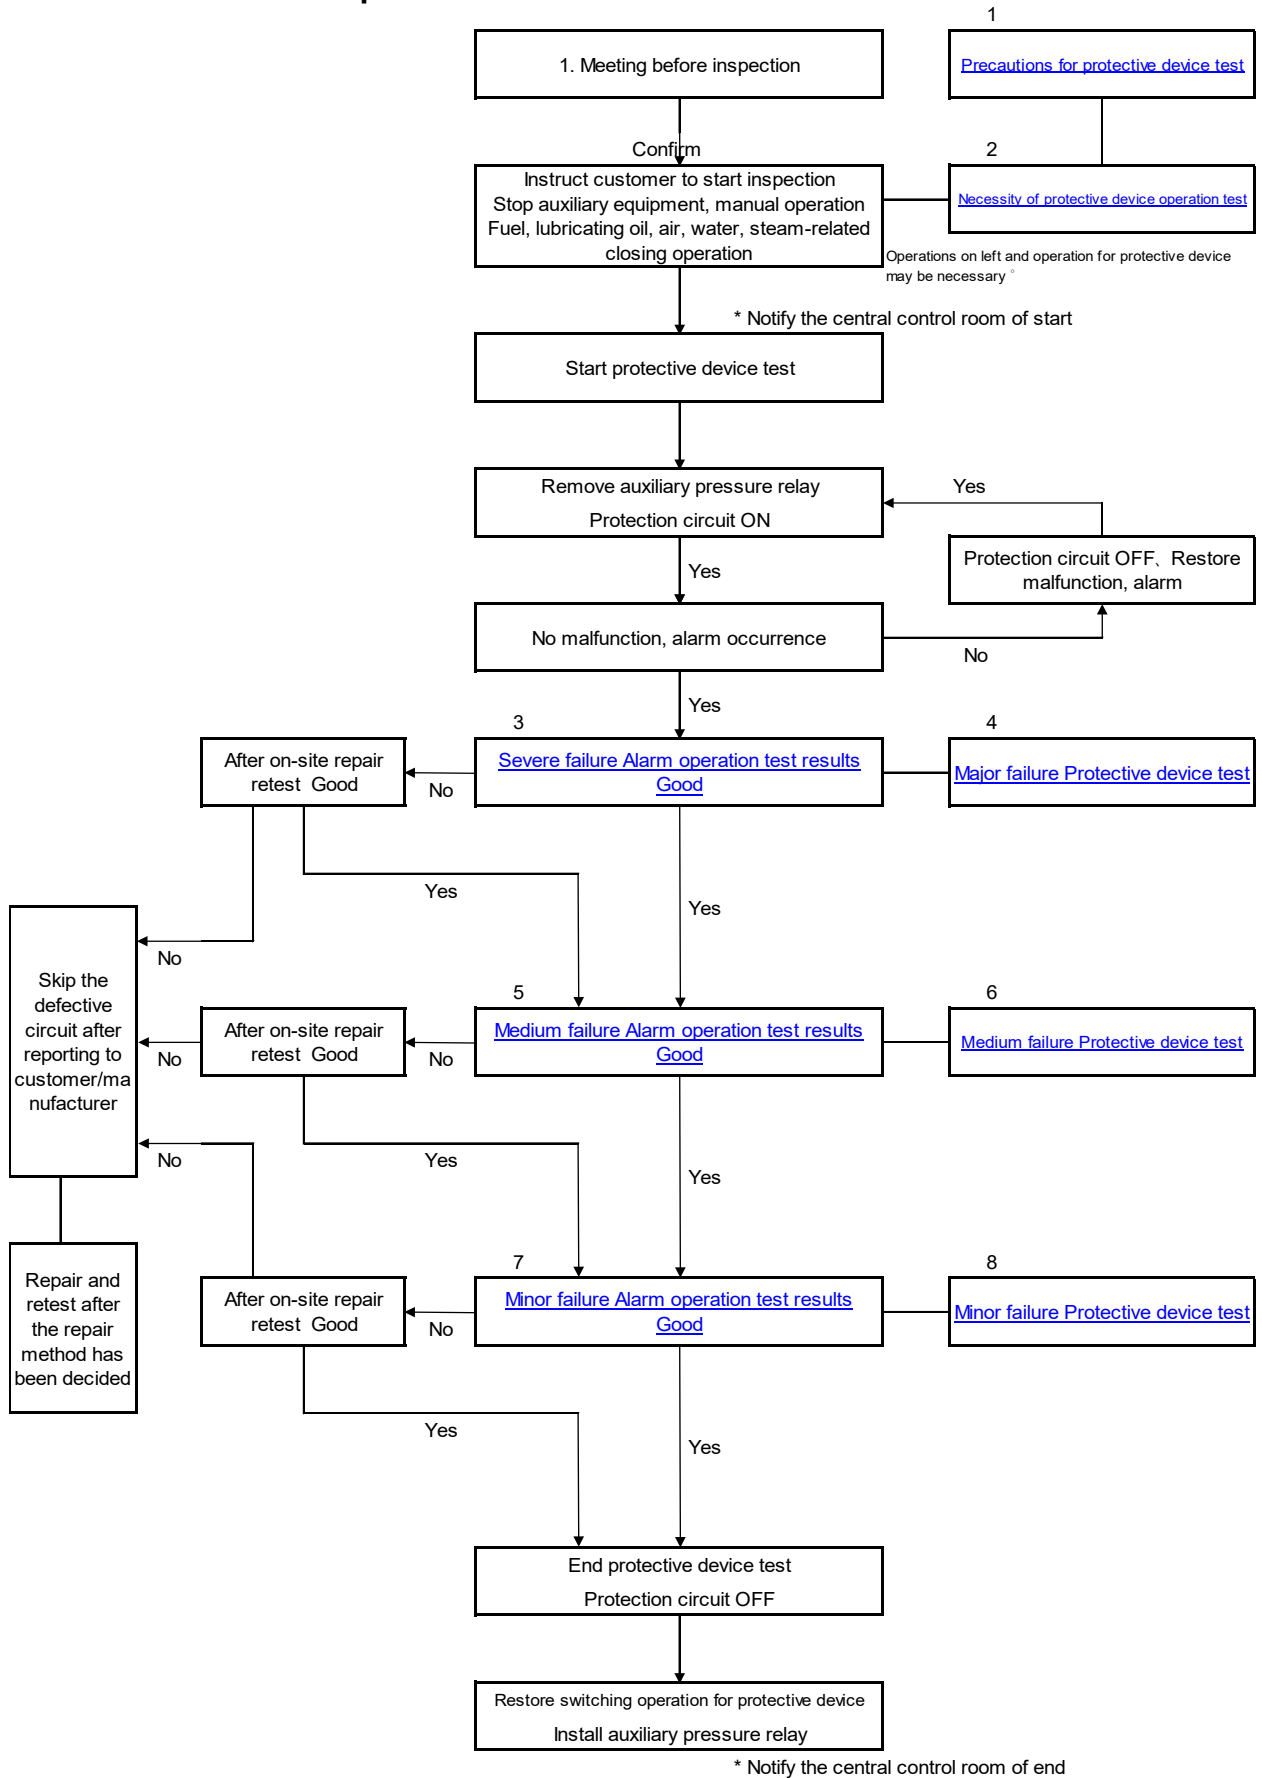 1
1. Meeting before inspection
Precautions for protective device test
Confirm
2
Instruct customer to start inspection
Stop auxiliary equipment, manual operation
Fuel, lubricating oil, air, water, steam-related
closing operation
Necessity of protective device operation test
Operations on left and operation for protective device
may be necessary °
* Notify the central control room of start
Start protective device test
Remove auxiliary pressure relay
Protection circuit ON
Yes
Protection circuit OFF、Restore
malfunction, alarm
Yes
No malfunction, alarm occurrence
No
Yes
3
4
After on-site repair
retest  Good
No
Severe failure Alarm operation test results
Good
Major failure Protective device test
Yes
Yes
No
Skip the
defective
circuit after
reporting to
customer/ma
nufacturer
5
6
No
After on-site repair
retest  Good
No
Medium failure Alarm operation test results
Good
Medium failure Protective device test
No
Yes
Yes
Repair and
retest after
the repair
method has
been decided
7
8
After on-site repair
retest  Good
No
Minor failure Alarm operation test results
Good
Minor failure Protective device test
Yes
Yes
End protective device test
Protection circuit OFF
Restore switching operation for protective device
Install auxiliary pressure relay
* Notify the central control room of end